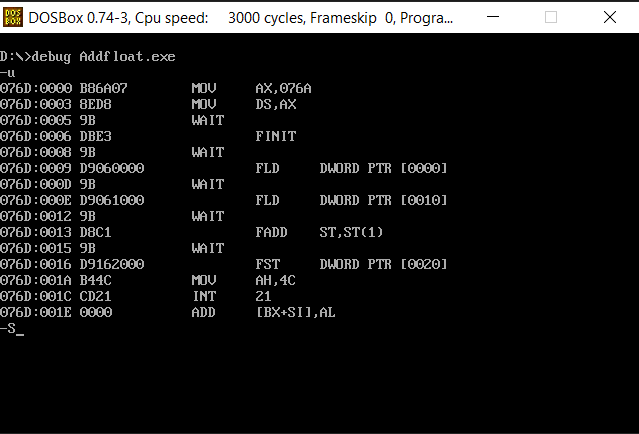 DOS BOX DOSBox 0.74-3, Cpu speed: 3000 cycles, Frameskip 0, Progra...
D:\>debug Addfloat.exe
-u
076D:0000 B86A07 MOV AX,076A
076D:0003 8ED8 MOV DS,AX
076D:0005 9B WAIT
076D:0006 DBE3 FINIT
076D:0008 9B WAIT
076D:0009 D9060000 FLD DWORD PTR [0000]
076D:000D 9B WAIT
076D:000E D9061000 FLD DWORD PTR [0010]
076D:0012 9B WAIT
076D:0013 D8C1 FADD ST,ST(1)
076D:0015 9B WAIT
076D:0016 D9162000 FST DWORD PTR [0020]
076D:001A B44C MOV AH,4C
076D:001C CD21 INT 21
076D:001E 0000 ADD [BX+SI],AL
-S_